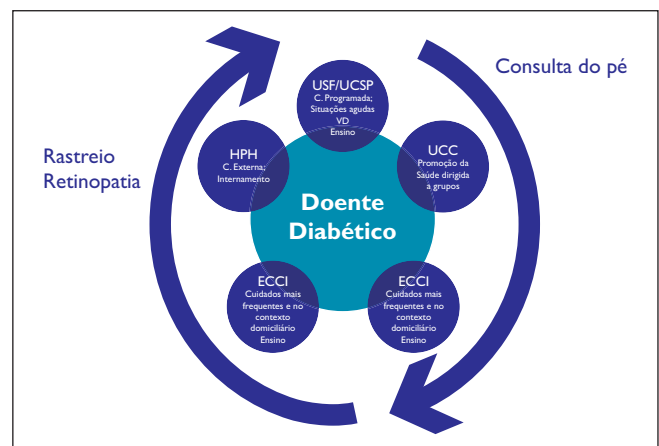 USF/UCSP
C. Programada;
Situações agudas
VD
Ensino
Consulta do pé
HPH
C. Externa;
Internamento
UCC
Promoção da
Saúde dirigida
a grupos
Rastreio
Retinopatia
Doente
Diabético
ECCI
Cuidados mais
frequentes e no
contexto
domiciliário
Ensino
ECCI
Cuidados mais
frequentes e no
contexto
domiciliário
Ensino